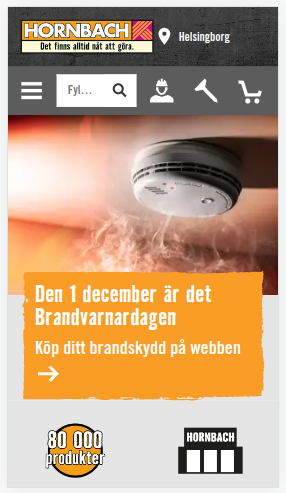 HORNBACH
Det finns alltid nåt att göra.
Helsingborg
Fyl...
Den 1 december är det
Brandvarnardagen
Köp ditt brandskydd på webben
80 000
produkter
HORNBACH